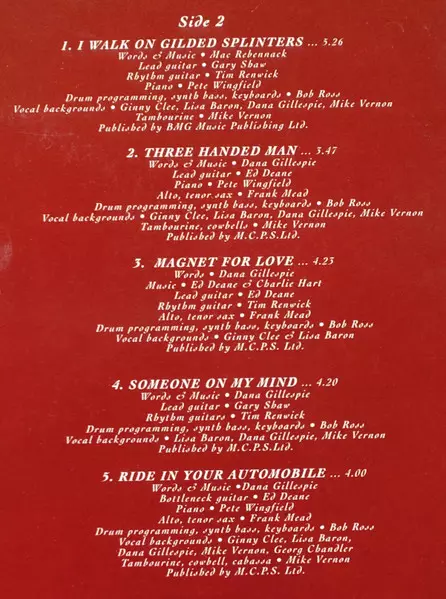 Side 2
1. I WALK ON GILDED SPLINTERS ... 3.26
Words & Music • Mac Rebennack
Lead guitar • Gary Shaw
Rhythm guitar • Tim Renwick
Piano • Pete Wingfield
Drum programming, synth bass, keyboards • Bob Ross
Vocal backgrounds • Ginny Clee, Lisa Baron, Dana Gillespie, Mike Vernon
Tambourine • Mike Vernon
Published by BMG Music Publishing Ltd.
2. THREE HANDED MAN ... 3.47
Words & Music • Dana Gillespie
Lead guitar • Ed Deane
Piano • Pete Wingfield
Alto, tenor sax • Frank Mead
Drum programming, synth bass, keyboards • Bob Ross
Vocal backgrounds • Ginny Clee, Lisa Baron, Dana Gillespie, Mike Vernon
Tambourine, cowbells • Mike Vernon
Published by M.C.P.S.Ltd.
3. MAGNET FOR LOVE ... 4.23
Words • Dana Gillespie
Music • Ed Deane & Charlie Hart
Lead guitar • Ed Deane
Rhythm guitar • Tim Renwick
Alto, tenor sax • Frank Mead
Drum programming, synth bass, keyboards • Bob Ross
Vocal backgrounds • Ginny Clee & Lisa Baron
Published by M.C.P.S. Ltd.
4. SOMEONE ON MY MIND ... 4.20
Words & Music • Dana Gillespie
Lead guitar • Gary Shaw
Rhythm guitars • Tim Renwick
Drum programming, synth bass, keyboards • Bob Ross
Vocal backgrounds • Lisa Baron, Dana Gillespie, Mike Vernon
Published by M.C.P.S. Ltd.
5. RIDE IN YOUR AUTOMOBILE ... 4.00
Words & Music •Dana Gillespie
Bottleneck guitar • Ed Deane
Piano • Pete Wingfield
Alto, tenor sax • Frank Mead
Drum programming, synth bass, keyboards • Bob Ross
Vocal backgrounds • Ginny Clee, Lisa Baron,
Dana Gillespie, Mike Vernon, Georg Chandler
Tambourine, cowbell, cabassa • Mike Vernon
Published by M.C.P.S. Ltd.